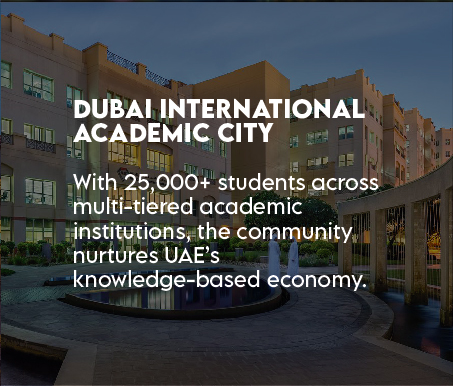 DUBAI INTERNATIONAL
ACADEMIC CITY
With 25,000+ students across
multi-tiered academic
institutions, the community
nurtures UAE's
knowledge-based economy.